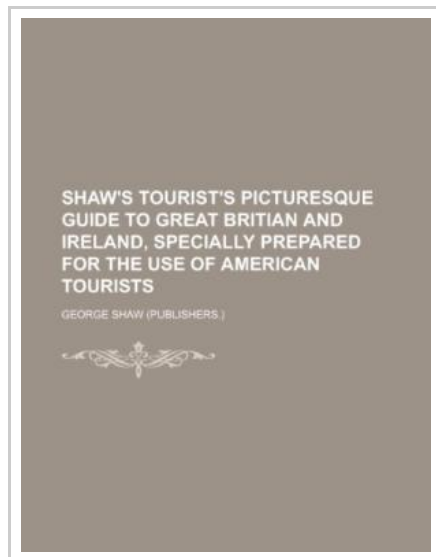 SHAW'S TOURIST'S PICTURESQUE
GUIDE TO GREAT BRITIAN AND
IRELAND, SPECIALLY PREPARED
FOR THE USE OF AMERICAN
TOURISTS
GEORGE SHAW (PUBLISHERS.)